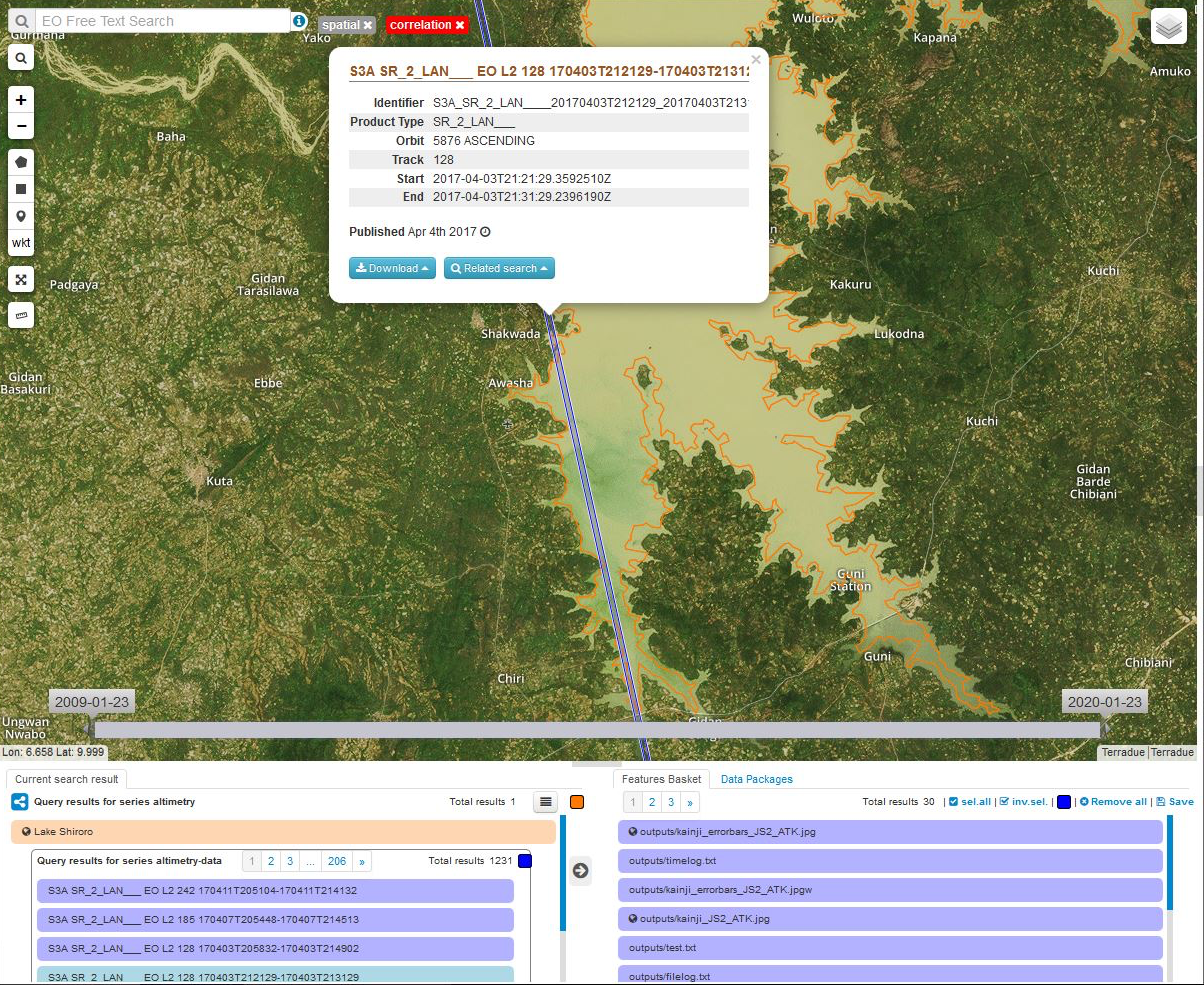 EO Free Text Search
spatial
correlation
Gurmana
Yako
Wuloto
Kapana
Amuko
S3A SR_2_LAN___ EO L2 128 170403T212129-170403T21312
Identifier S3A_SR_2_LAN____20170403T212129_20170403T213
Product Type SR_2_LAN___
Orbit 5876 ASCENDING
Track 128
Start 2017-04-03T21:21:29.3592510Z
End 2017-04-03T21:31:29.2396190Z
Published Apr 4th 2017
Download
Related search
+
−
wkt
Baha
Padgaya
Gidan
Tarasilawa
Kakuru
Kuchi
Shakwada
Lukodna
Gidan
Basakuri
Ebbe
Awasha
Kuchi
Kuta
Gidan
Barde
Chibiani
Guni
Station
Guni
Chibiani
Chiri
2009-01-23
2020-01-23
Ungwan
Nwabo
Gidan
Lon: 6.658 Lat: 9.999
Terradue | Terradue
Current search result
Query results for series altimetry
Total results 1
Lake Shiroro
Query results for series altimetry-data
1 2 3 ... 206 »
Total results 1231
S3A SR_2_LAN___ EO L2 242 170411T205104-170411T214132
S3A SR_2_LAN___ EO L2 185 170407T205448-170407T214513
S3A SR_2_LAN___ EO L2 128 170403T205832-170403T214902
S3A SR_2_LAN___ EO L2 128 170403T212129-170403T213129
Features Basket
Data Packages
1 2 3 »
Total results 30 | sel.all | inv.sel. | | Remove all | Save
outputs/kainji_errorbars_JS2_ATK.jpg
outputs/timelog.txt
outputs/kainji_errorbars_JS2_ATK.jpgw
outputs/kainji_JS2_ATK.jpg
outputs/test.txt
outputs/filelog.txt